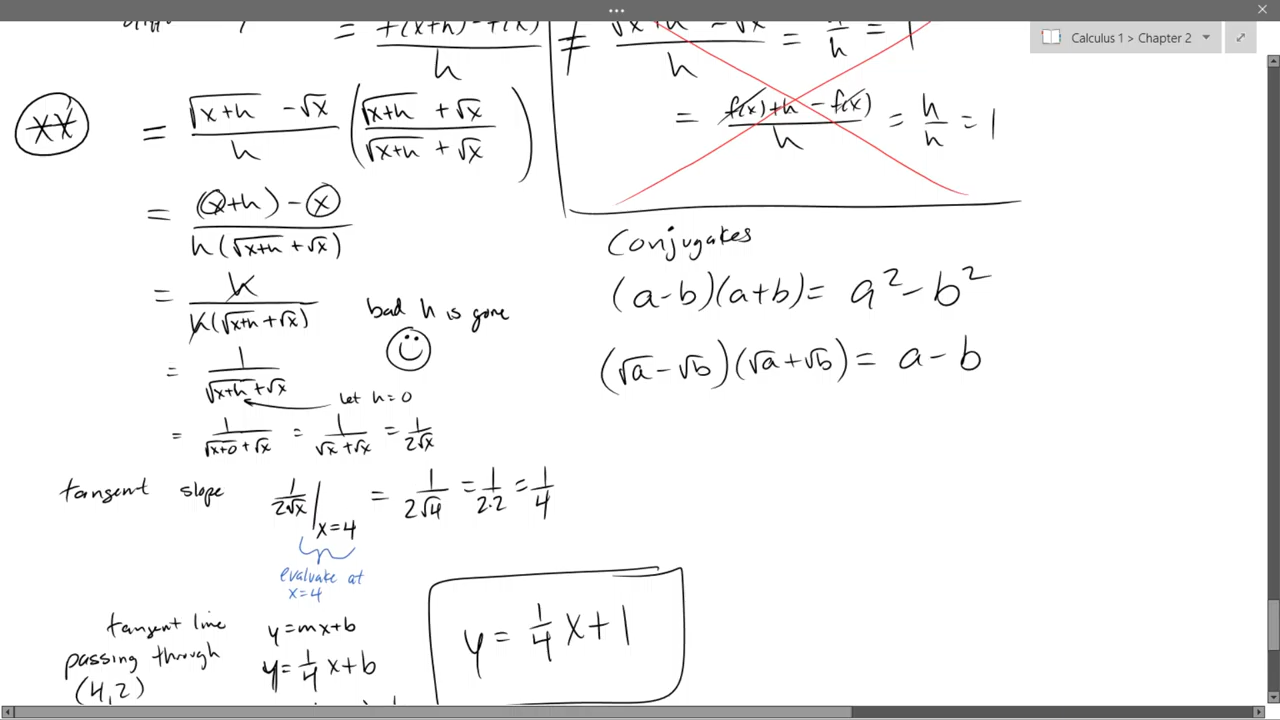 Calculus 1 > Chapter 2
= f(x+h) - f(x) / h ≠ √x + h - √x / h = h / h = 1
** = √x+h - √x / h (√x+h + √x / √x+h + √x)
= f(x)+h - f(x) / h = h / h = 1
= (x+h) - x / h(√x+h + √x)
= h / h(√x+h + √x)
bad h is gone
= 1 / √x+h + √x
let h=0
= 1 / √x+0 + √x = 1 / √x + √x = 1 / 2√x
Conjugates
(a-b)(a+b) = a² - b²
(√a - √b)(√a + √b) = a - b
tangent slope 1 / 2√x | x=4 = 1 / 2√4 = 1 / 2·2 = 1 / 4
evaluate at
x=4
tangent line
passing through
(4,2)
y=mx+b
y= 1/4 x+b
y = 1/4 x + 1